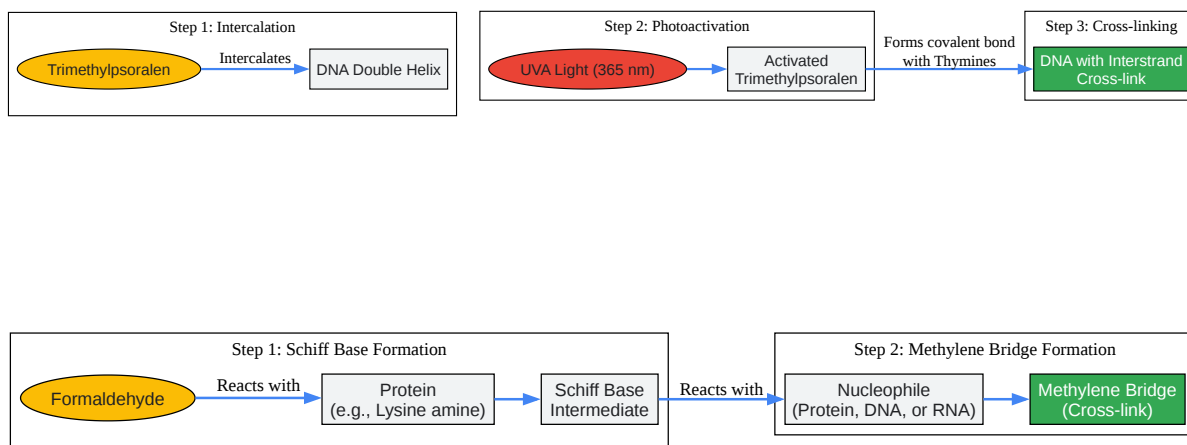 Step 1: Intercalation
Trimethylpsoralen
Intercalates
DNA Double Helix
Step 2: Photoactivation
UVA Light (365 nm)
Activated
Trimethylpsoralen
Forms covalent bond
with Thymines
Step 3: Cross-linking
DNA with Interstrand
Cross-link
Step 1: Schiff Base Formation
Formaldehyde
Reacts with
Protein
(e.g., Lysine amine)
Schiff Base
Intermediate
Reacts with
Step 2: Methylene Bridge Formation
Nucleophile
(Protein, DNA, or RNA)
Methylene Bridge
(Cross-link)